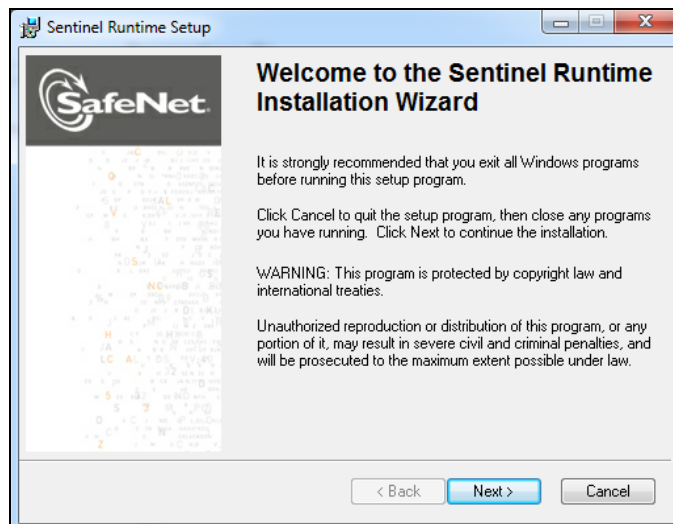 Sentinel Runtime Setup
SafeNet.
Welcome to the Sentinel Runtime
Installation Wizard
It is strongly recommended that you exit all Windows programs
before running this setup program.
Click Cancel to quit the setup program, then close any programs
you have running. Click Next to continue the installation.
WARNING: This program is protected by copyright law and
international treaties.
Unauthorized reproduction or distribution of this program, or any
portion of it, may result in severe civil and criminal penalties, and
will be prosecuted to the maximum extent possible under law.
< Back
Next >
Cancel